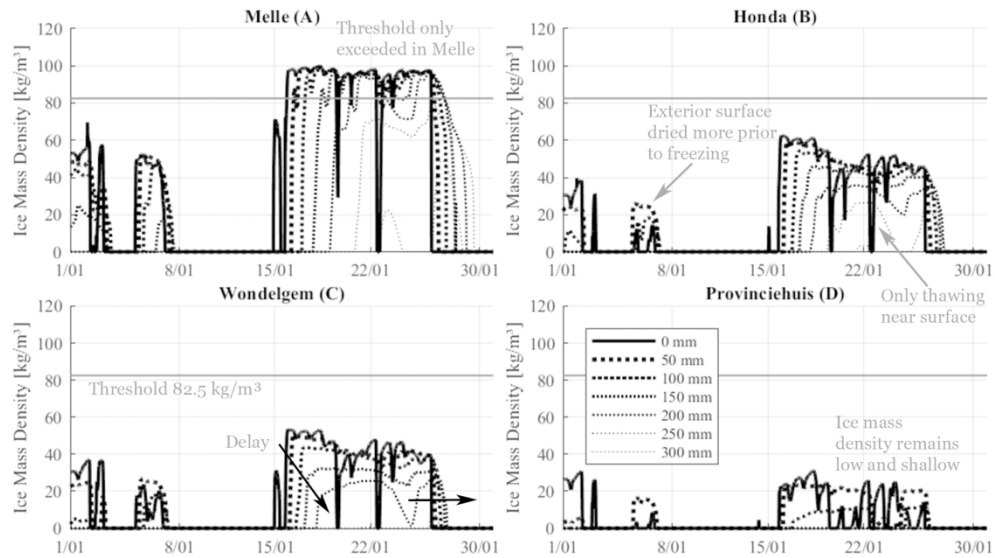 Melle (A)
Ice Mass Density [kg/m³]
120
100
80
60
40
20
0
Threshold only
exceeded in Melle
1/01
8/01
15/01
22/01
30/01
Honda (B)
Ice Mass Density [kg/m³]
120
100
80
60
40
20
0
Exterior surface
dried more prior
to freezing
Only thawing
near surface
1/01
8/01
15/01
22/01
30/01
Wondelgem (C)
Ice Mass Density [kg/m³]
120
100
80
60
40
20
0
Threshold 82.5 kg/m³
Delay
1/01
8/01
15/01
22/01
30/01
Provinciehuis (D)
Ice Mass Density [kg/m³]
120
100
80
60
40
20
0
0 mm
50 mm
100 mm
150 mm
200 mm
250 mm
300 mm
Ice mass
density remains
low and shallow
1/01
8/01
15/01
22/01
30/01